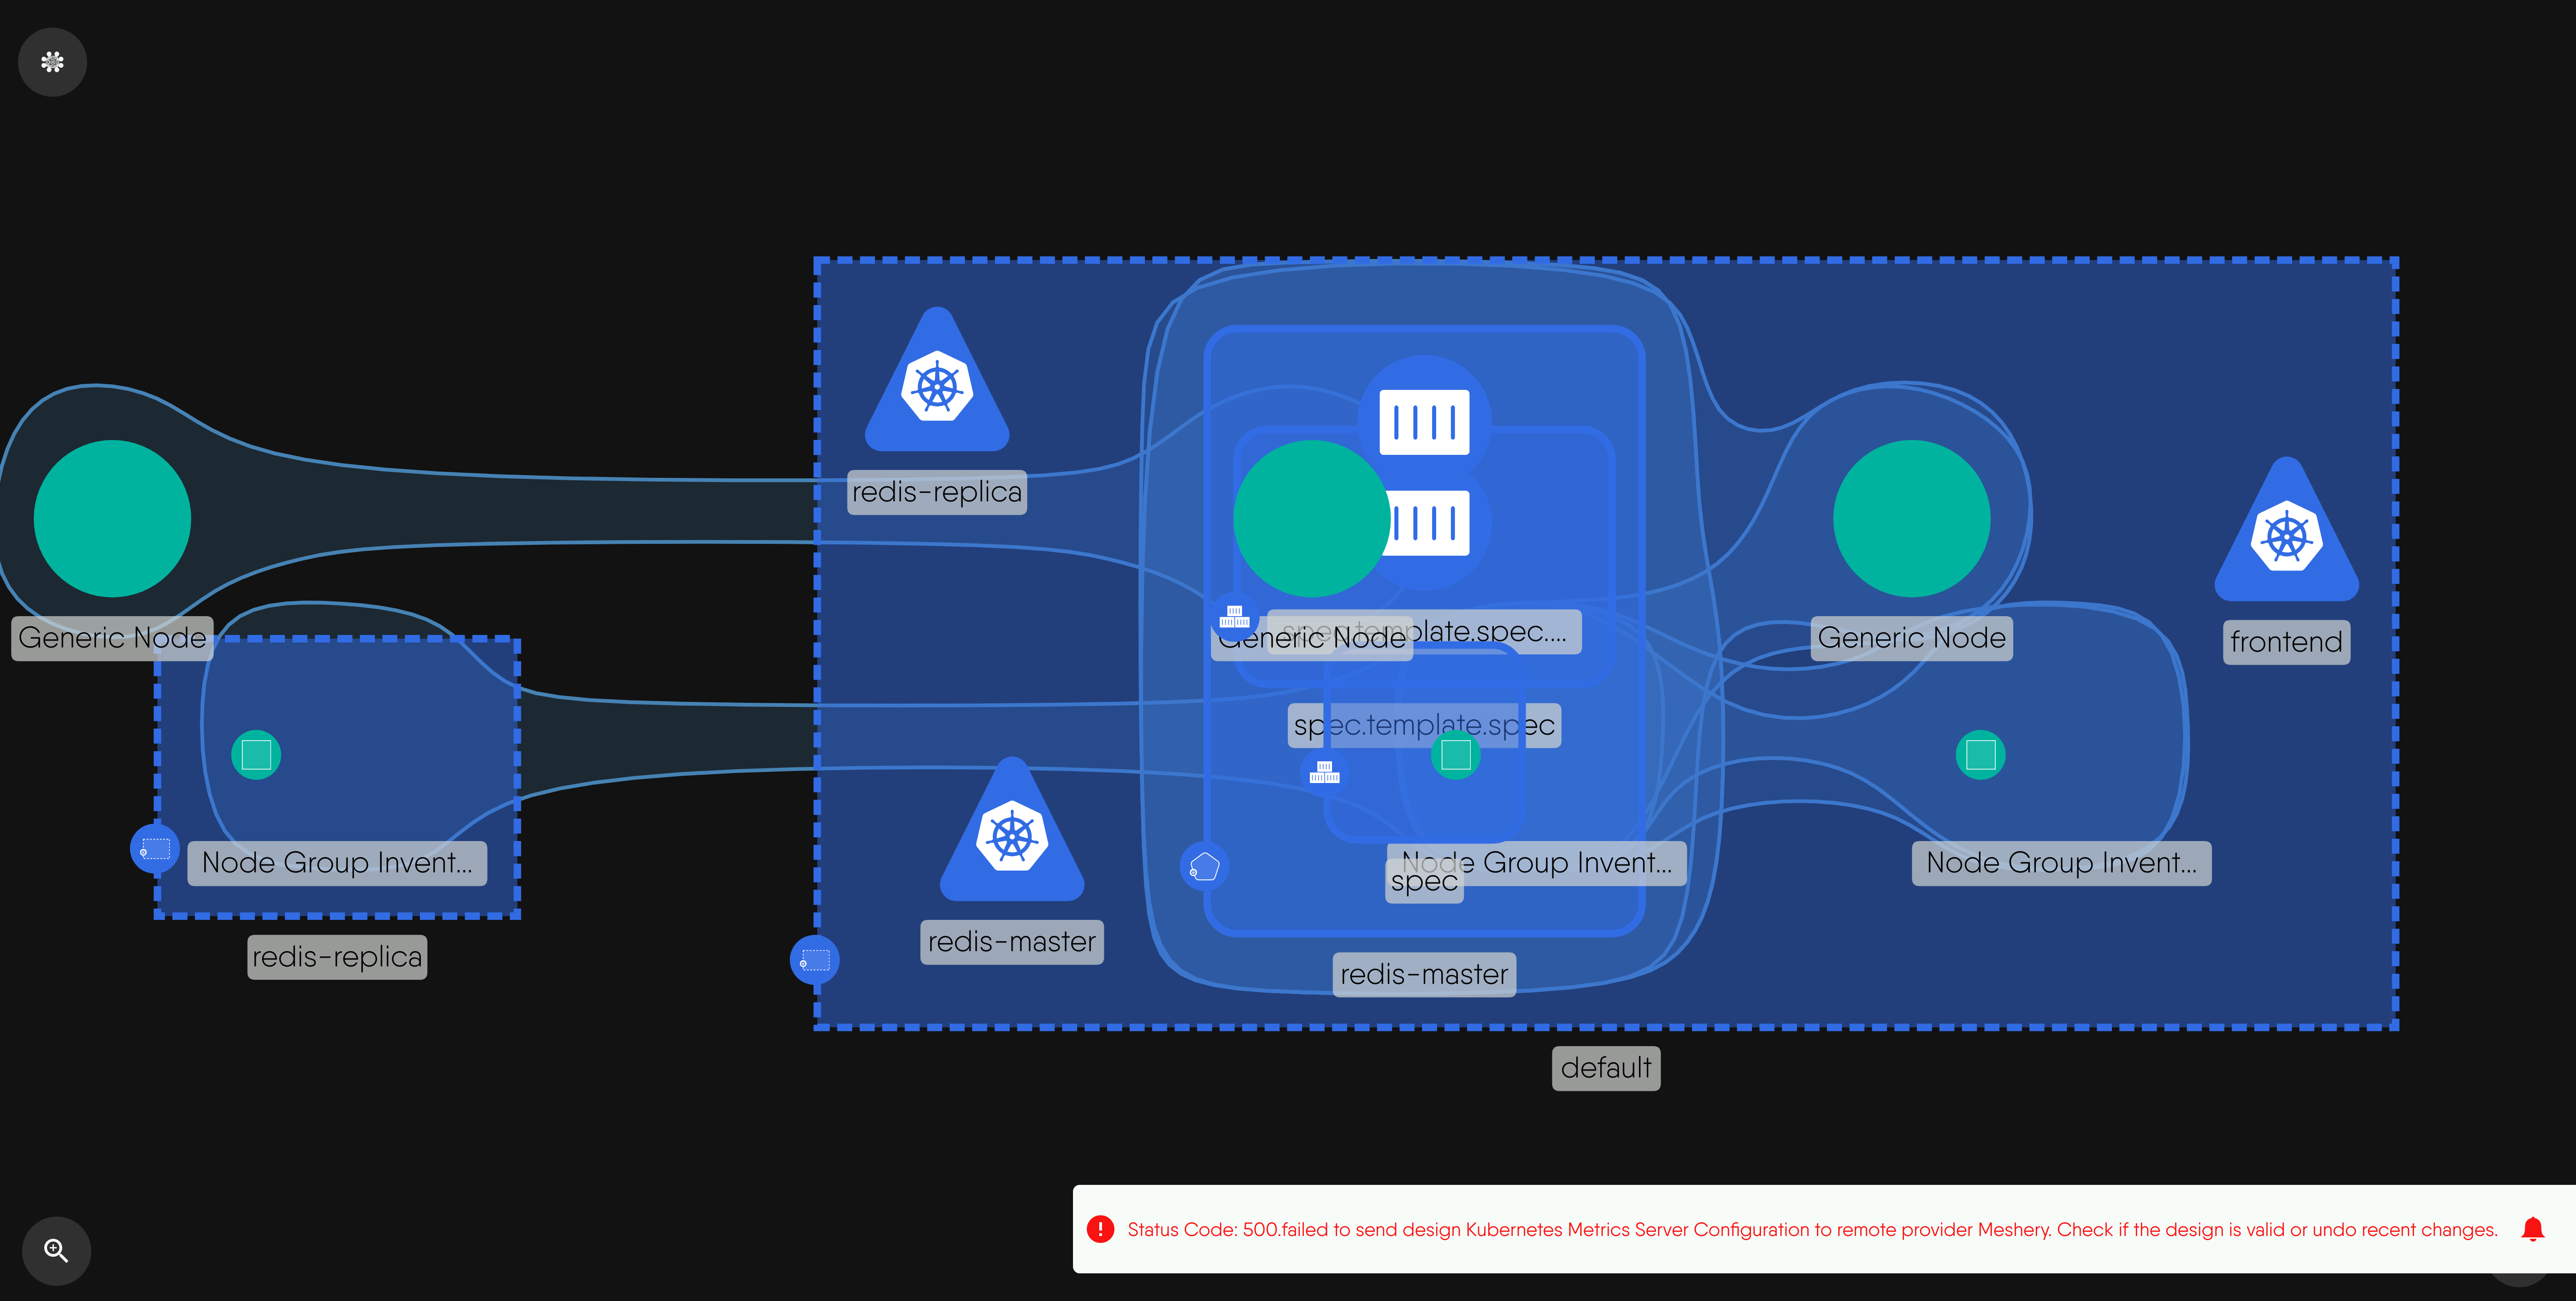 redis-replica
Generic Node
Generic Node
spec.template.spec....
Generic Node
frontend
spec.template.spec
Node Group Invent...
Node Group Invent...
Node Group Invent...
spec
redis-replica
redis-master
redis-master
default
Status Code: 500.failed to send design Kubernetes Metrics Server Configuration to remote provider Meshery. Check if the design is valid or undo recent changes.